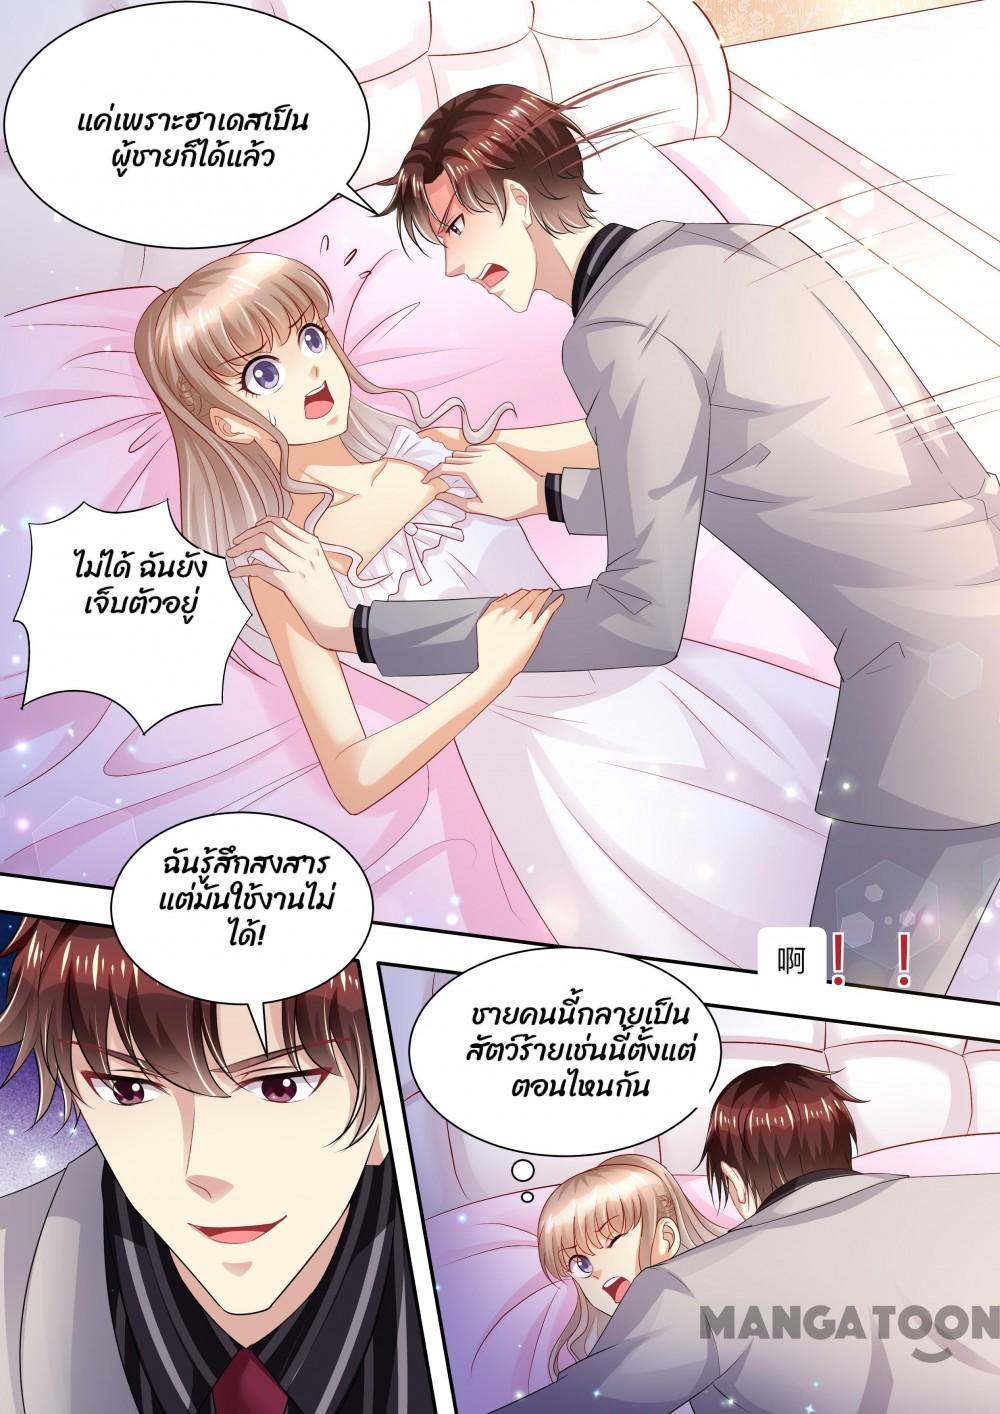 แค่เพราะฮาเดสเป็น
ผู้ชายก็ได้แล้ว
ไม่ได้ ฉันยัง
เจ็บตัวอยู่
ฉันรู้สึกสงสาร
แต่มันใช้งานไม่
ได้!
啊！！
ชายคนนี้กลายเป็น
สัตว์ร้ายเช่นนี้ตั้งแต่
ตอนไหนกัน
MANGATOON